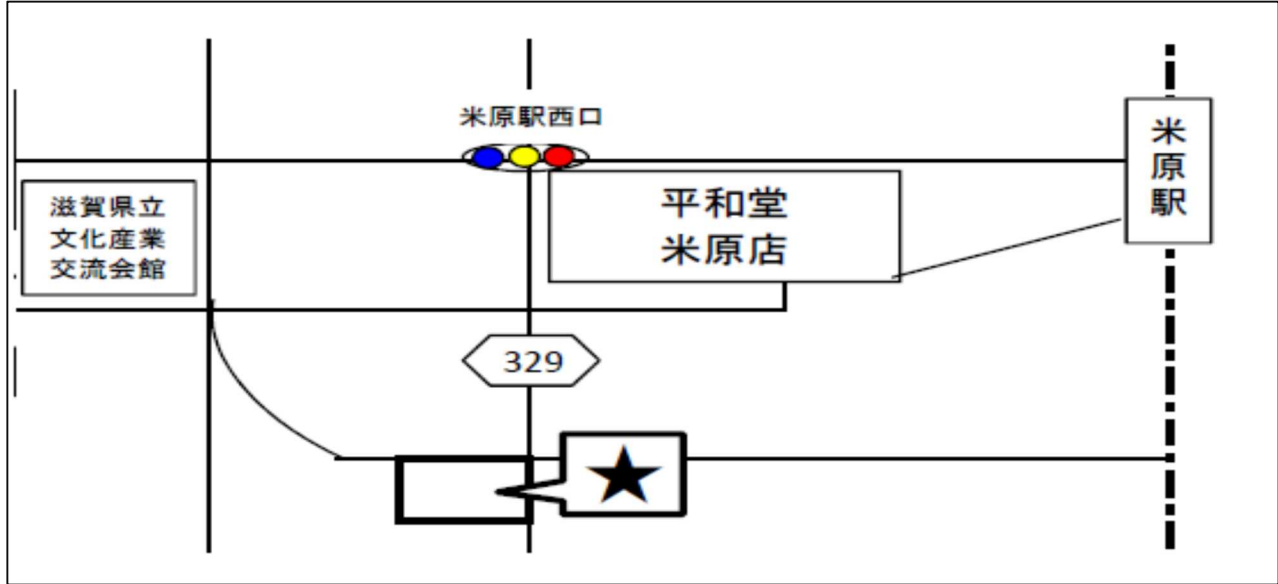 米原駅西口
米原駅
平和堂
米原店
滋賀県立
文化産業
交流会館
329